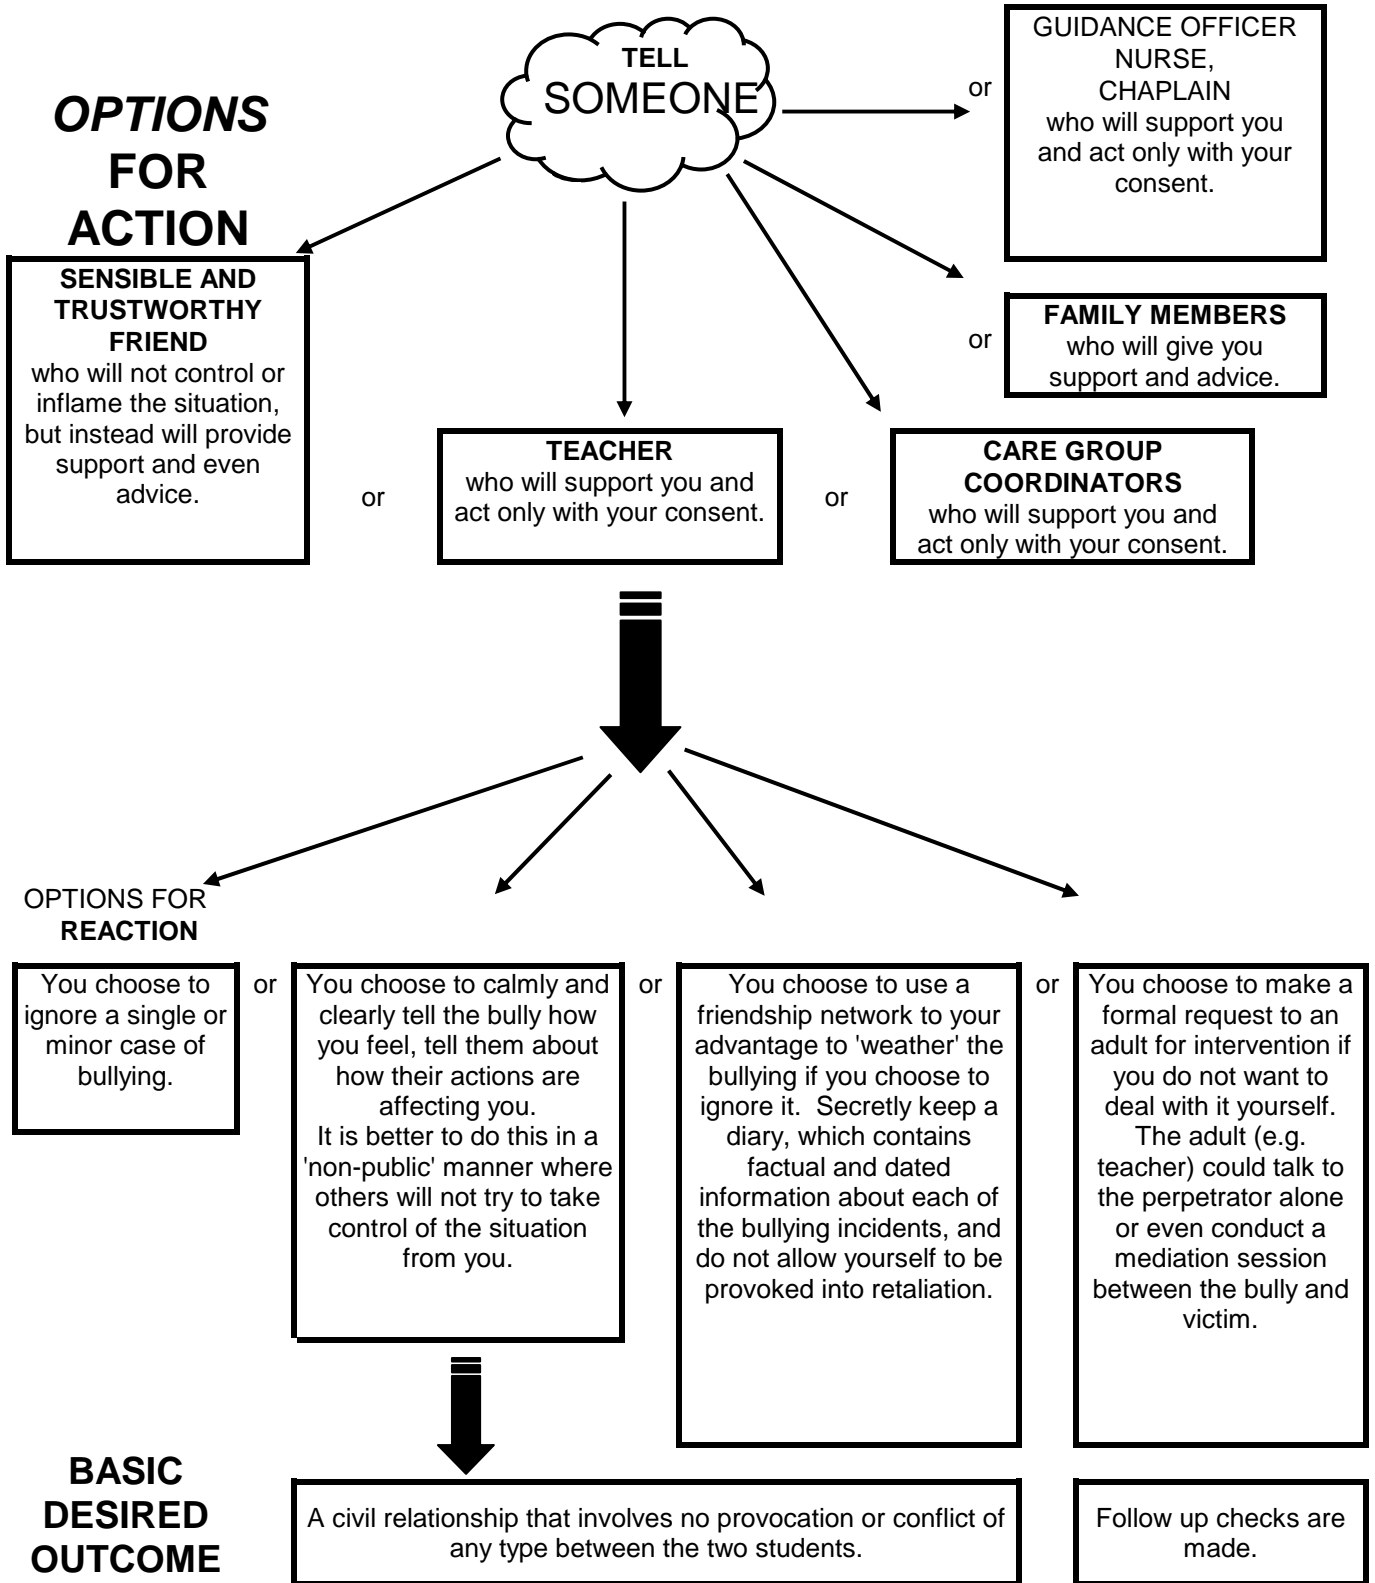 TELL
SOMEONE
OPTIONS
FOR
ACTION
or
GUIDANCE OFFICER
NURSE,
CHAPLAIN
who will support you
and act only with your
consent.
SENSIBLE AND
TRUSTWORTHY
FRIEND
who will not control or
inflame the situation,
but instead will provide
support and even
advice.
or
FAMILY MEMBERS
who will give you
support and advice.
or
TEACHER
who will support you and
act only with your consent.
or
CARE GROUP
COORDINATORS
who will support you and
act only with your consent.
OPTIONS FOR
REACTION
You choose to
ignore a single or
minor case of
bullying.
or
You choose to calmly and
clearly tell the bully how
you feel, tell them about
how their actions are
affecting you.
It is better to do this in a
'non-public' manner where
others will not try to take
control of the situation
from you.
or
You choose to use a
friendship network to your
advantage to 'weather' the
bullying if you choose to
ignore it.  Secretly keep a
diary, which contains
factual and dated
information about each of
the bullying incidents, and
do not allow yourself to be
provoked into retaliation.
or
You choose to make a
formal request to an
adult for intervention if
you do not want to
deal with it yourself.
The adult (e.g.
teacher) could talk to
the perpetrator alone
or even conduct a
mediation session
between the bully and
victim.
BASIC
DESIRED
OUTCOME
A civil relationship that involves no provocation or conflict of
any type between the two students.
Follow up checks are
made.